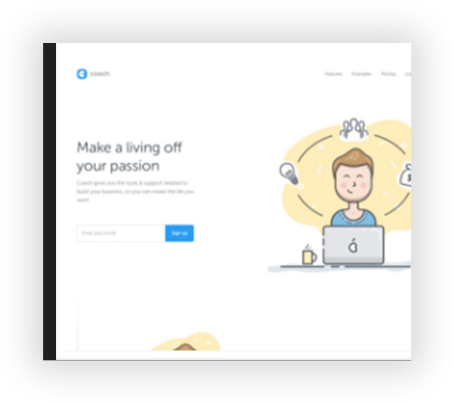 coach
Features Examples Pricing
Make a living off
your passion
Coach gives you the tools & support needed to
build your business, so you can create the life you
want.
Enter your email Sign up
$